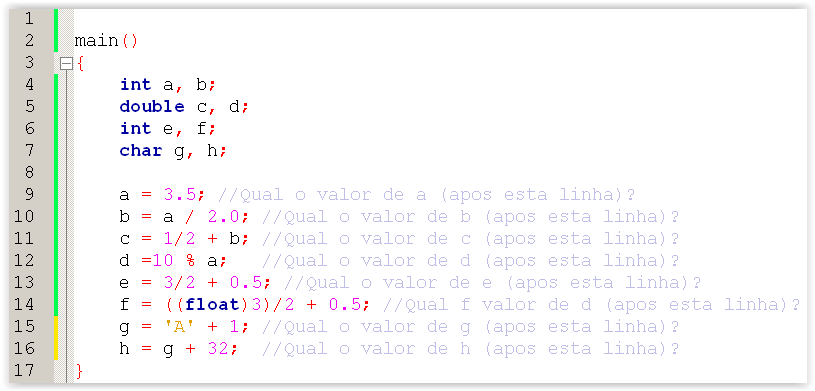 1
2 main()
3 {
4 int a, b;
5 double c, d;
6 int e, f;
7 char g, h;
8
9 a = 3.5; //Qual o valor de a (apos esta linha)?
10 b = a / 2.0; //Qual o valor de b (apos esta linha)?
11 c = 1/2 + b; //Qual o valor de c (apos esta linha)?
12 d =10 % a; //Qual o valor de d (apos esta linha)?
13 e = 3/2 + 0.5; //Qual o valor de e (apos esta linha)?
14 f = ((float)3)/2 + 0.5; //Qual f valor de d (apos esta linha)?
15 g = 'A' + 1; //Qual o valor de g (apos esta linha)?
16 h = g + 32; //Qual o valor de h (apos esta linha)?
17 }